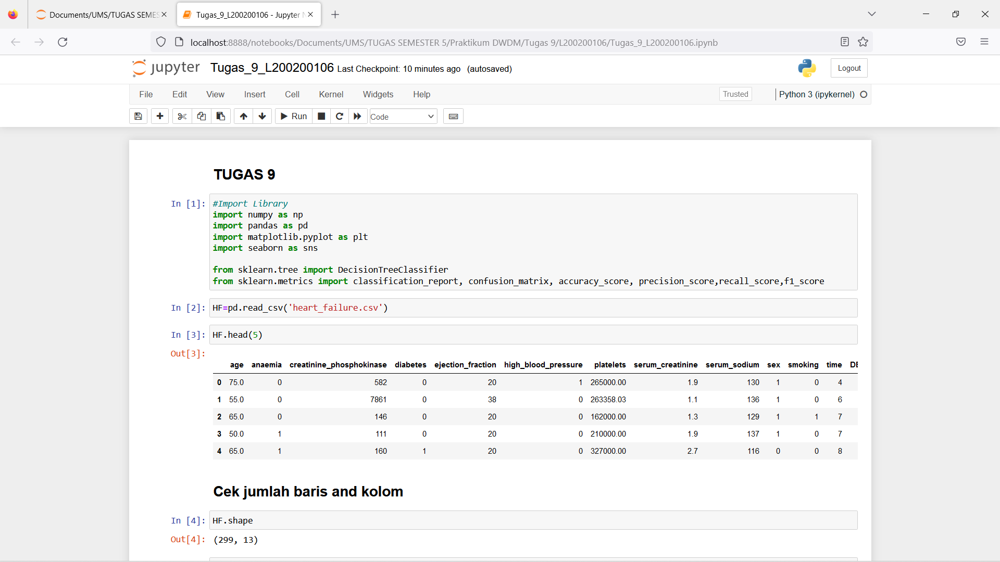 Documents/UMS/TUGAS SEMES
Tugas_9_L200200106 - Jupyter N
localhost:8888/notebooks/Documents/UMS/TUGAS SEMESTER 5/Praktikum DWDM/Tugas 9/L200200106/Tugas_9_L200200106.ipynb
jupyter Tugas_9_L200200106 Last Checkpoint: 10 minutes ago (autosaved)
Logout
File Edit View Insert Cell Kernel Widgets Help
Trusted
Python 3 (ipykernel)
Run
Code
TUGAS 9
In [1]: #Import Library
import numpy as np
import pandas as pd
import matplotlib.pyplot as plt
import seaborn as sns
from sklearn.tree import DecisionTreeClassifier
from sklearn.metrics import classification_report, confusion_matrix, accuracy_score, precision_score,recall_score,f1_score
In [2]: HF=pd.read_csv('heart_failure.csv')
In [3]: HF.head(5)
Out[3]:
age anaemia creatinine_phosphokinase diabetes ejection_fraction high_blood_pressure platelets serum_creatinine serum_sodium sex smoking time DE
0 75.0 0 582 0 20 1 265000.00 1.9 130 1 0 4
1 55.0 0 7861 0 38 0 263358.03 1.1 136 1 0 6
2 65.0 0 146 0 20 0 162000.00 1.3 129 1 1 7
3 50.0 1 111 0 20 0 210000.00 1.9 137 1 0 7
4 65.0 1 160 1 20 0 327000.00 2.7 116 0 0 8
Cek jumlah baris and kolom
In [4]: HF.shape
Out[4]: (299, 13)